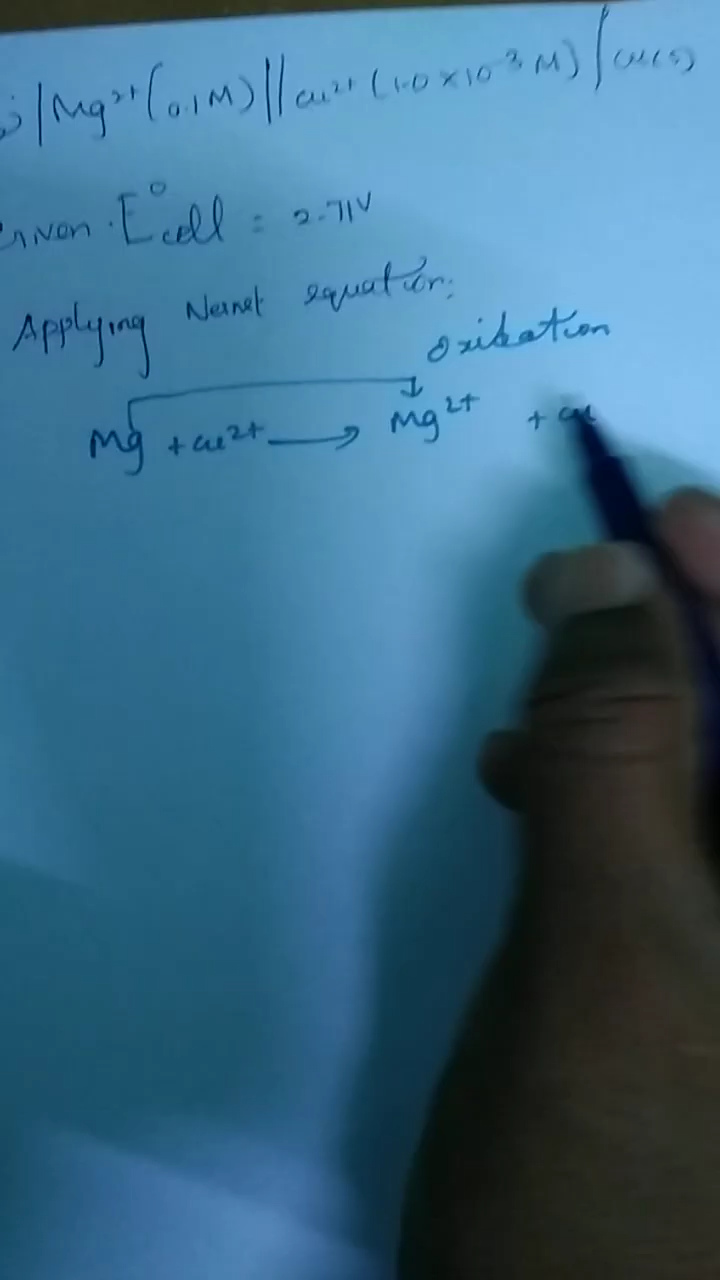 |Mg²⁺(0.1M)||Cu²⁺(1.0×10⁻³M)|Cu(s)
Given. E°cell = 2.71V
Applying Nernst equation:
Oxidation
Mg + Cu²⁺ → Mg²⁺ + Cu